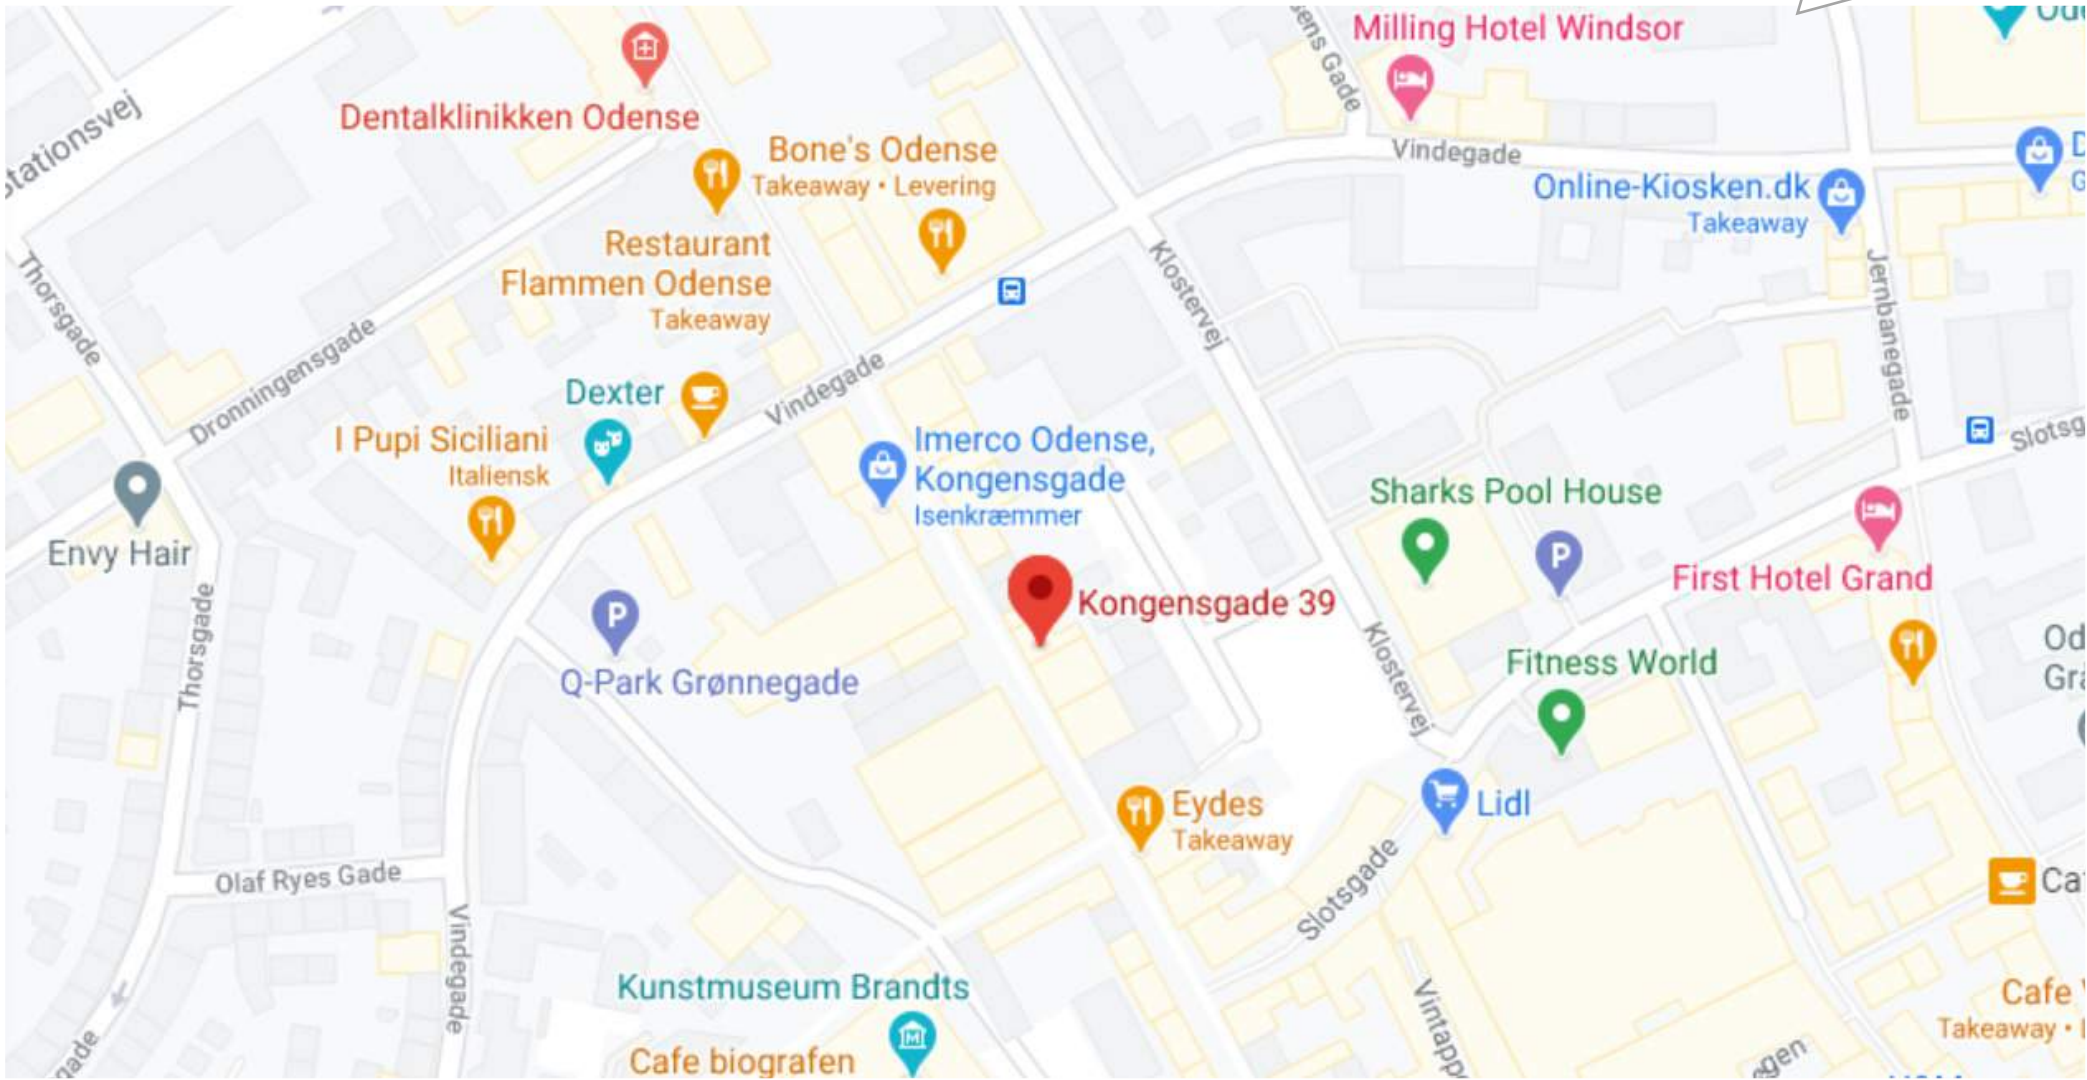 Milling Hotel Windsor
Stationsvej
Dentalklinikken Odense
Bone's Odense
Takeaway • Levering
Vindegade
Online-Kiosken.dk
Takeaway
Restaurant
Flammen Odense
Takeaway
Thorsgade
Klostervej
Jernbanegade
Dronningensgade
Vindegade
Dexter
I Pupi Siciliani
Italiensk
Imerco Odense,
Kongensgade
Isenkræmmer
Sharks Pool House
P
Envy Hair
First Hotel Grand
Kongensgade 39
P
Q-Park Grønnegade
Thorsgade
Klostervej
Fitness World
Eydes
Takeaway
Lidl
Olaf Ryes Gade
Slotsgade
Vindegade
Kunstmuseum Brandts
M
Cafe biografen
Cafe
Takeaway •